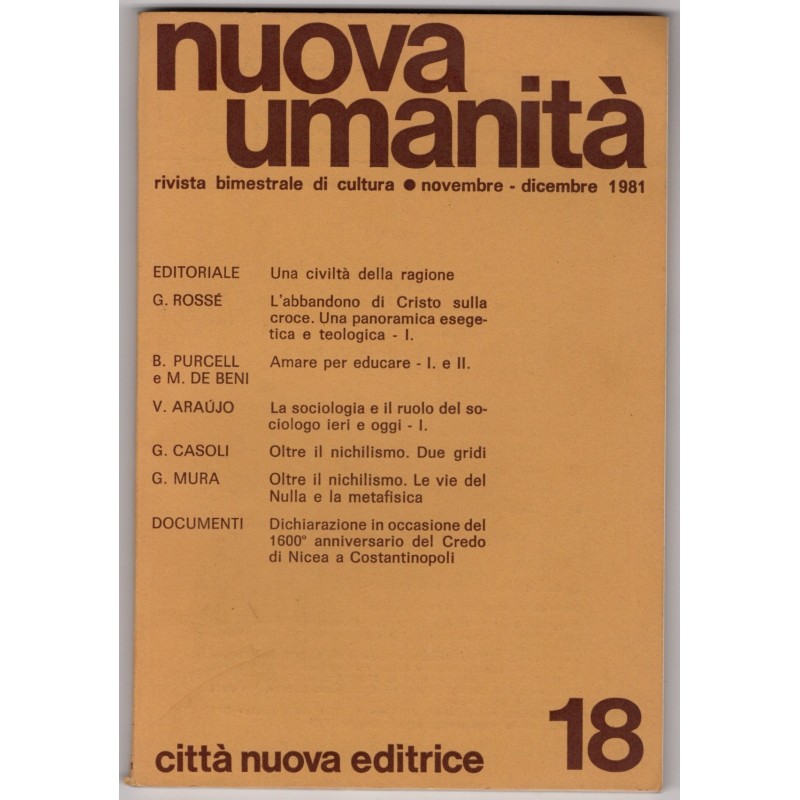 nuova
umanità
rivista bimestrale di cultura ● novembre - dicembre 1981
EDITORIALE Una civiltà della ragione
G. ROSSÉ L'abbandono di Cristo sulla
croce. Una panoramica esege-
tica e teologica - I.
B. PURCELL Amare per educare - I. e II.
e M. DE BENI
V. ARAÚJO La sociologia e il ruolo del so-
ciologo ieri e oggi - I.
G. CASOLI Oltre il nichilismo. Due gridi
G. MURA Oltre il nichilismo. Le vie del
Nulla e la metafisica
DOCUMENTI Dichiarazione in occasione del
1600° anniversario del Credo
di Nicea a Costantinopoli
18
città nuova editrice